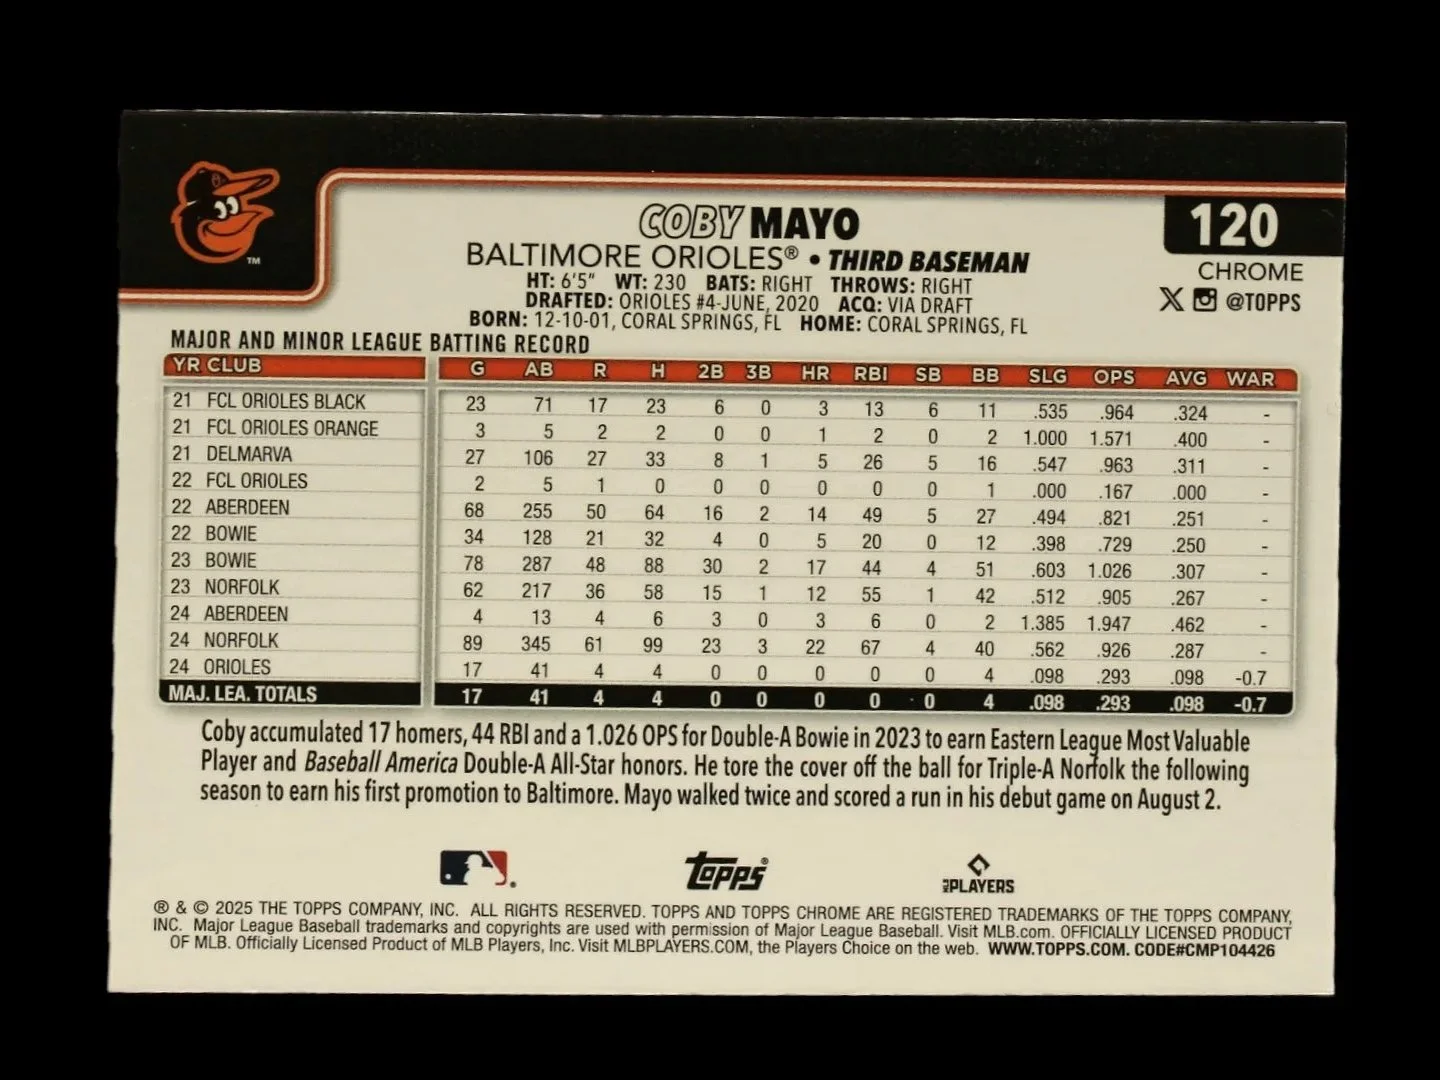 COBY MAYO
BALTIMORE ORIOLES® • THIRD BASEMAN
HT: 6'5" WT: 230 BATS: RIGHT THROWS: RIGHT
DRAFTED: ORIOLES #4-JUNE, 2020 ACQ: VIA DRAFT
BORN: 12-10-01, CORAL SPRINGS, FL HOME: CORAL SPRINGS, FL
120
CHROME
@TOPPS
TM
MAJOR AND MINOR LEAGUE BATTING RECORD
YR CLUB G AB R H 2B 3B HR RBI SB BB SLG OPS AVG WAR
21 FCL ORIOLES BLACK 23 71 17 23 6 0 3 13 6 11 .535 .964 .324 -
21 FCL ORIOLES ORANGE 3 5 2 2 0 0 1 2 0 2 1.000 1.571 .400 -
21 DELMARVA 27 106 27 33 8 1 5 26 5 16 .547 .963 .311 -
22 FCL ORIOLES 2 5 1 0 0 0 0 0 0 1 .000 .167 .000 -
22 ABERDEEN 68 255 50 64 16 2 14 49 5 27 .494 .821 .251 -
22 BOWIE 34 128 21 32 4 0 5 20 0 12 .398 .729 .250 -
23 BOWIE 78 287 48 88 30 2 17 44 4 51 .603 1.026 .307 -
23 NORFOLK 62 217 36 58 15 1 12 55 1 42 .512 .905 .267 -
24 ABERDEEN 4 13 4 6 3 0 3 6 0 2 1.385 1.947 .462 -
24 NORFOLK 89 345 61 99 23 3 22 67 4 40 .562 .926 .287 -
24 ORIOLES 17 41 4 4 0 0 0 0 0 4 .098 .293 .098 -0.7
MAJ. LEA. TOTALS 17 41 4 4 0 0 0 0 0 4 .098 .293 .098 -0.7
Coby accumulated 17 homers, 44 RBI and a 1.026 OPS for Double-A Bowie in 2023 to earn Eastern League Most Valuable
Player and Baseball America Double-A All-Star honors. He tore the cover off the ball for Triple-A Norfolk the following
season to earn his first promotion to Baltimore. Mayo walked twice and scored a run in his debut game on August 2.
topps®
MLB PLAYERS
® & © 2025 THE TOPPS COMPANY, INC. ALL RIGHTS RESERVED. TOPPS AND TOPPS CHROME ARE REGISTERED TRADEMARKS OF THE TOPPS COMPANY,
INC. Major League Baseball trademarks and copyrights are used with permission of Major League Baseball. Visit MLB.com. OFFICIALLY LICENSED PRODUCT
OF MLB. Officially Licensed Product of MLB Players, Inc. Visit MLBPLAYERS.COM, the Players Choice on the web. WWW.TOPPS.COM. CODE#CMP104426